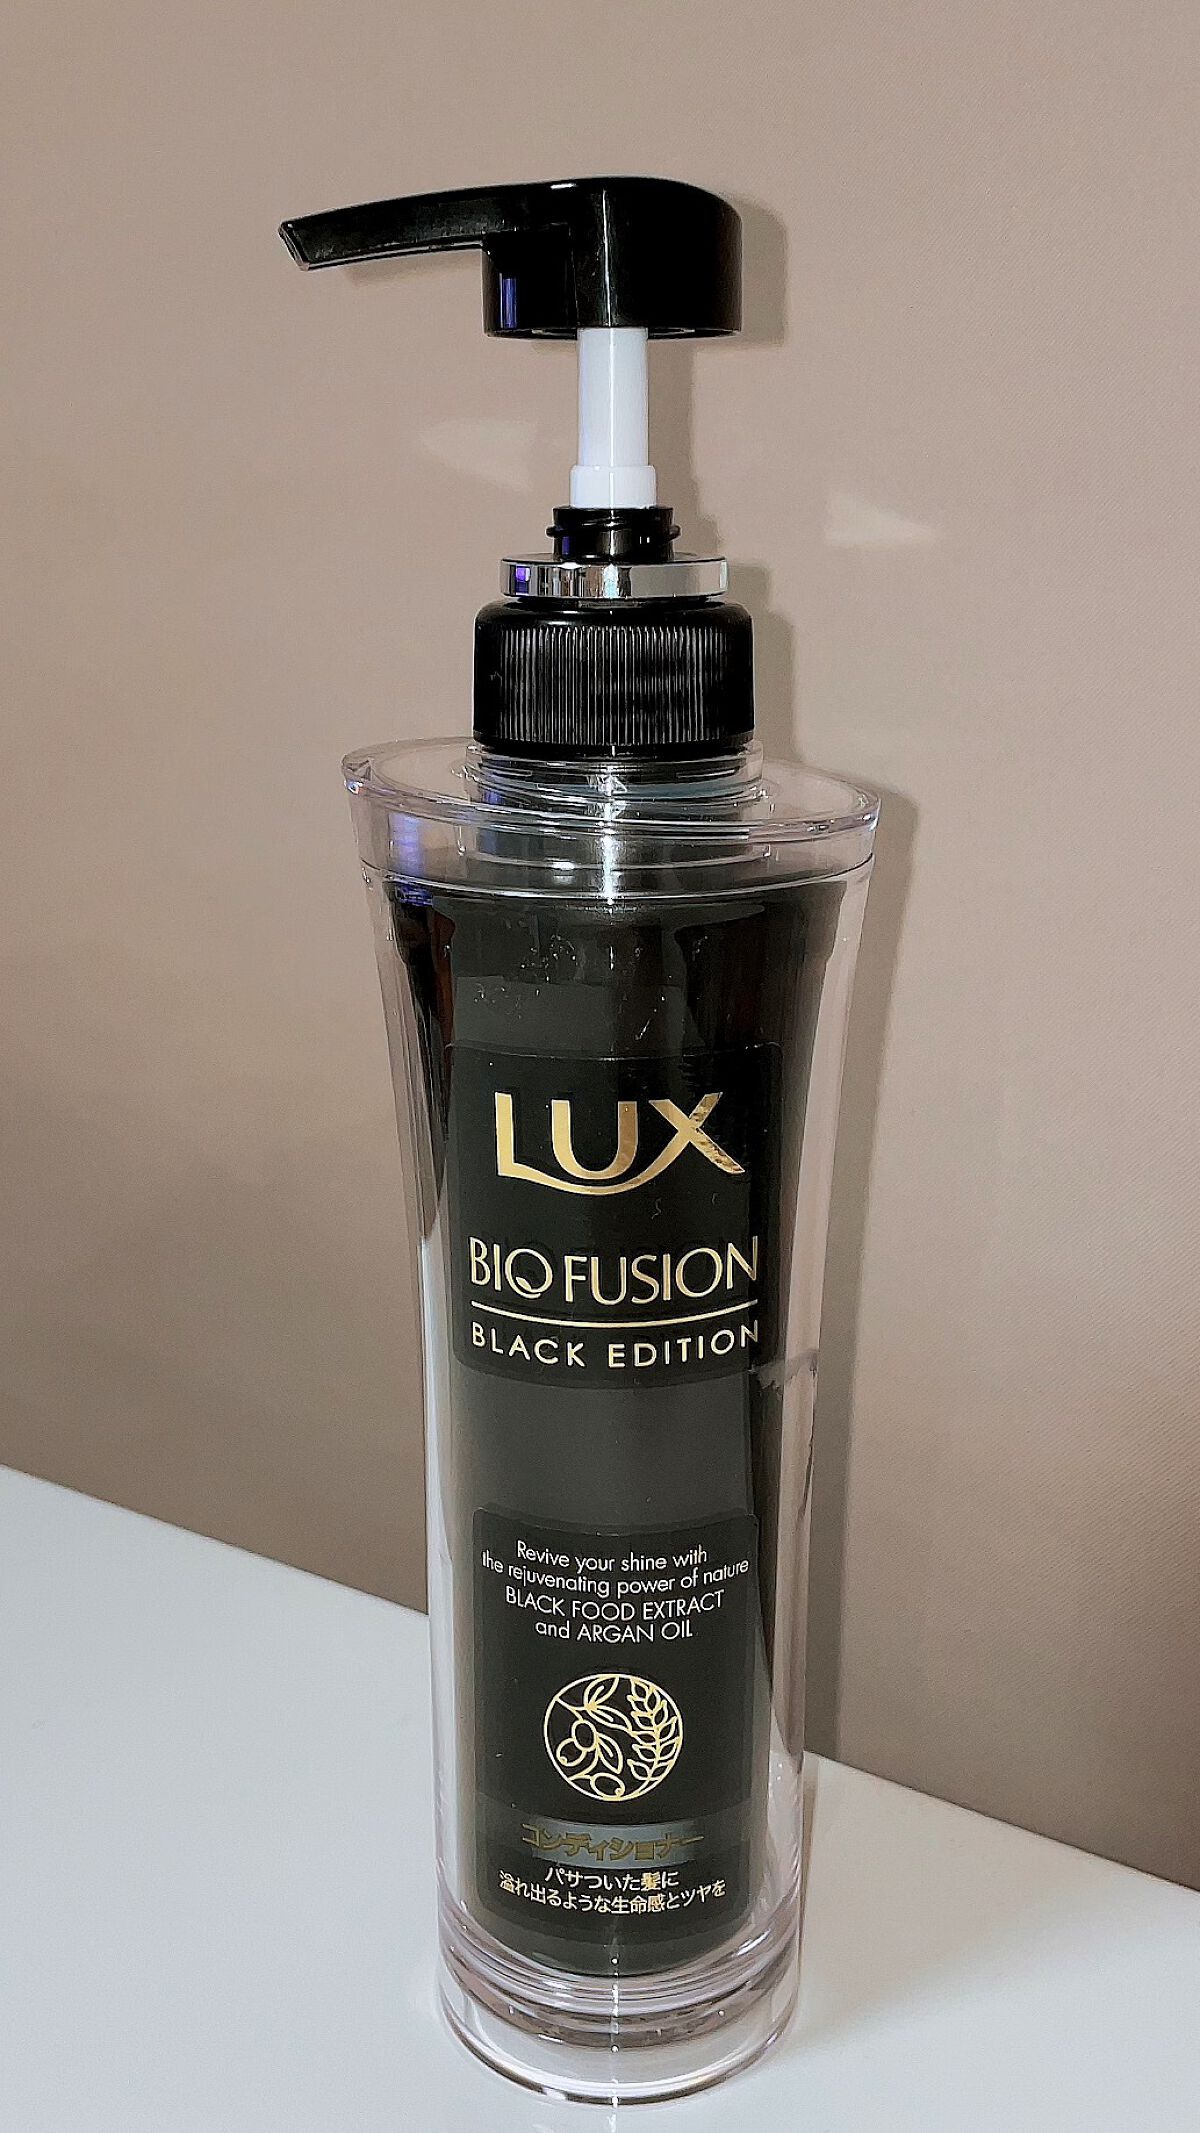 LUX
BIO FUSION
BLACK EDITION
Revive your shine with
the rejuvenating power of nature
BLACK FOOD EXTRACT
and ARGAN OIL
コンディショナー
パサついた髪に
溢れ出るような生命感とツヤを